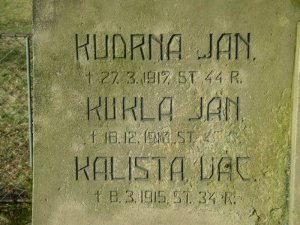 KUDRNA JAN.
† 27.3.1917. ST. 44 R.
KUKLA JAN.
† 18.12. ST.
KALISTA VÁC.
† 8.3.1915. ST. 34 R.